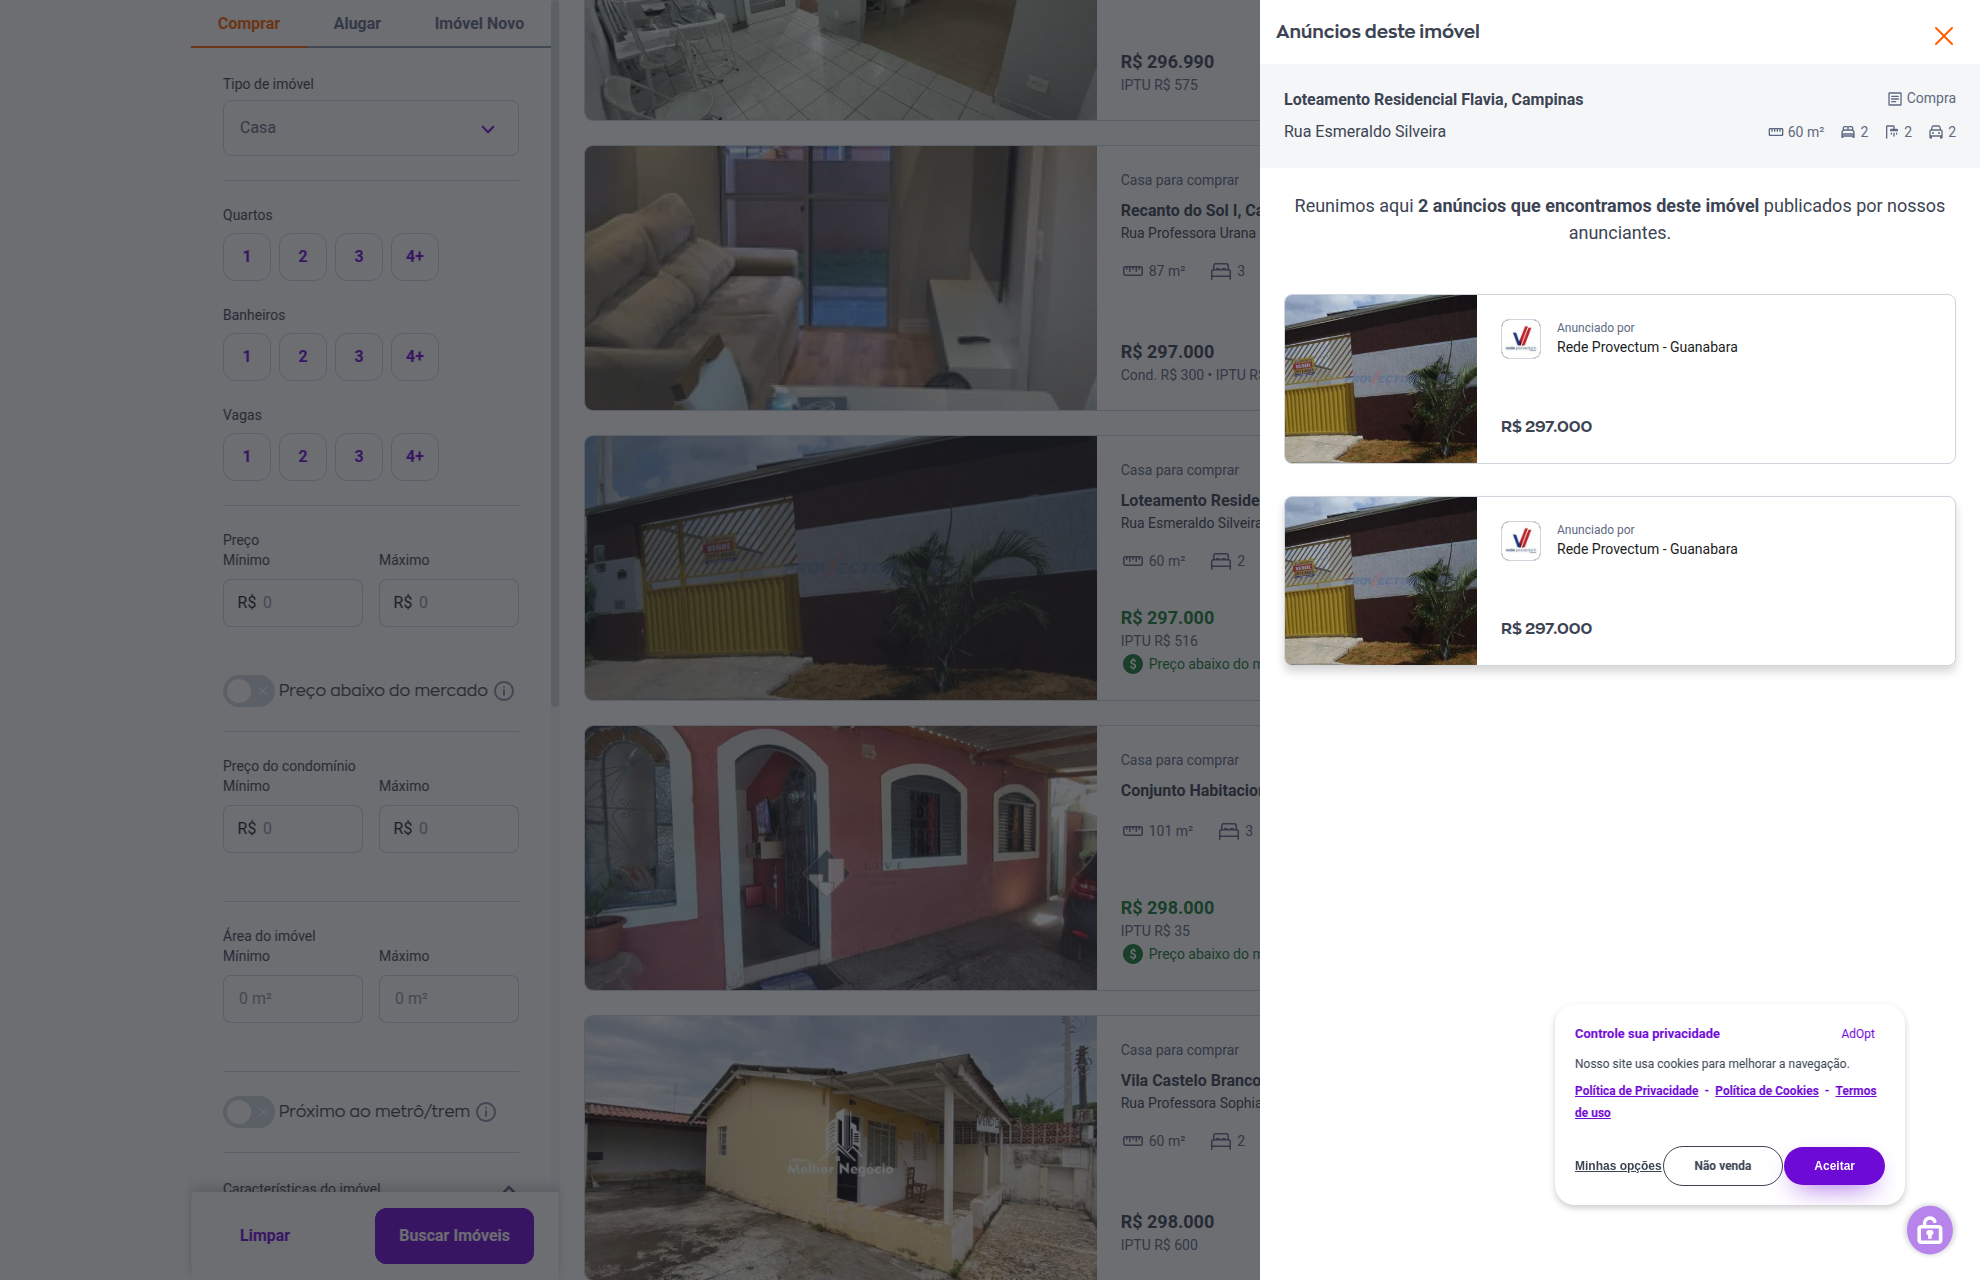 Comprar
Alugar
Imóvel Novo
Tipo de imóvel
Casa
Quartos
1
2
3
4+
Banheiros
1
2
3
4+
Vagas
1
2
3
4+
Preço
Mínimo
Máximo
R$ 0
R$ 0
Preço abaixo do mercado
Preço do condomínio
Mínimo
Máximo
R$ 0
R$ 0
Área do imóvel
Mínimo
Máximo
0 m²
0 m²
Próximo ao metrô/trem
Características do imóvel
Limpar
Buscar Imóveis
R$ 296.990
IPTU R$ 575
Casa para comprar
Recanto do Sol I, Ca
Rua Professora Urana
87 m²
3
R$ 297.000
Cond. R$ 300 • IPTU R$
Casa para comprar
Loteamento Reside
Rua Esmeraldo Silveira
60 m²
2
R$ 297.000
IPTU R$ 516
Preço abaixo do m
Casa para comprar
Conjunto Habitacion
101 m²
3
R$ 298.000
IPTU R$ 35
Preço abaixo do m
Melhor Negócio
Casa para comprar
Vila Castelo Branco
Rua Professora Sophia
60 m²
2
R$ 298.000
IPTU R$ 600
Anúncios deste imóvel
Loteamento Residencial Flavia, Campinas
Compra
Rua Esmeraldo Silveira
60 m²
2
2
2
Reunimos aqui 2 anúncios que encontramos deste imóvel publicados por nossos
anunciantes.
Anunciado por
Rede Provectum - Guanabara
R$ 297.000
Anunciado por
Rede Provectum - Guanabara
R$ 297.000
Controle sua privacidade
AdOpt
Nosso site usa cookies para melhorar a navegação.
Política de Privacidade - Política de Cookies - Termos
de uso
Minhas opções
Não venda
Aceitar